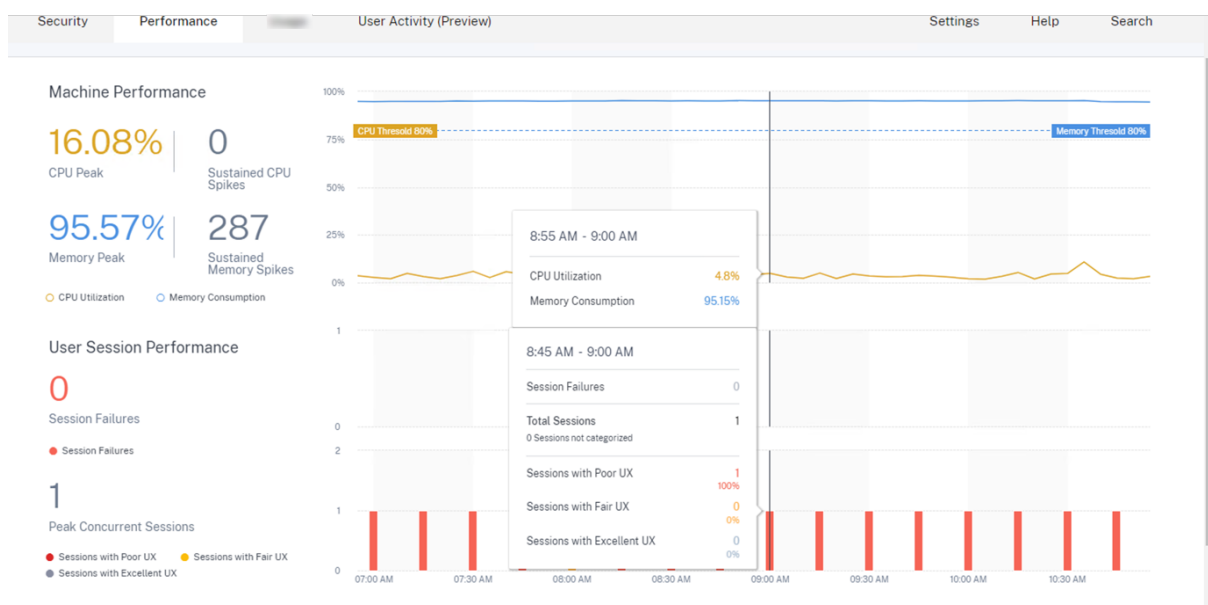 Security Performance User Activity (Preview) Settings Help Search
Machine Performance
16.08%
CPU Peak
0
Sustained CPU
Spikes
95.57%
Memory Peak
287
Sustained
Memory Spikes
CPU Utilization Memory Consumption
100%
75%
50%
25%
0%
CPU Thresold 80%
Memory Thresold 80%
8:55 AM - 9:00 AM
CPU Utilization 4.8%
Memory Consumption 95.15%
User Session Performance
0
Session Failures
Session Failures
1
Peak Concurrent Sessions
Sessions with Poor UX Sessions with Fair UX
Sessions with Excellent UX
1
0
2
1
0
8:45 AM - 9:00 AM
Session Failures 0
Total Sessions 1
0 Sessions not categorized
Sessions with Poor UX 1
100%
Sessions with Fair UX 0
0%
Sessions with Excellent UX 0
0%
07:00 AM 07:30 AM 08:00 AM 08:30 AM 09:00 AM 09:30 AM 10:00 AM 10:30 AM